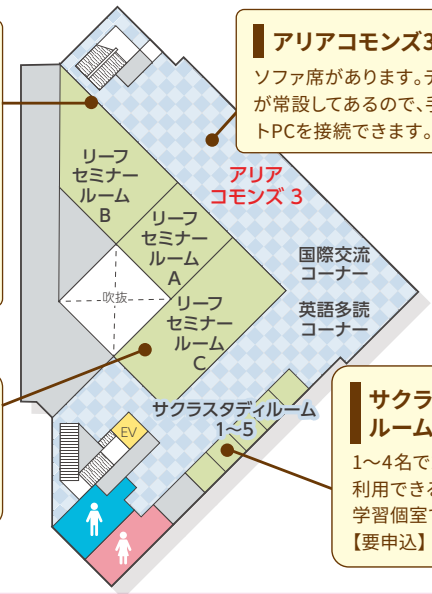 アリアコモンズ3
ソファ席があります。デ
が常設してあるので、手
トPCを接続できます。
リーフ
セミナー
ルーム
B
アリア
コモンズ 3
リーフ
セミナー
ルーム
A
国際交流
コーナー
吹抜
リーフ
セミナー
ルーム
C
英語多読
コーナー
サクラスタディルーム
1〜5
EV
サクラ
ルーム
1〜4名で
利用できる
学習個室
【要申込】